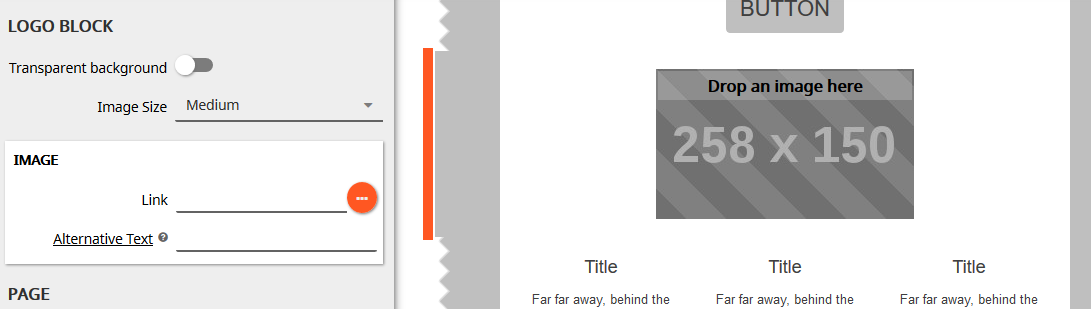 LOGO BLOCK
Transparent background
Image Size Medium
IMAGE
Link
Alternative Text
PAGE
BUTTON
Drop an image here
258 x 150
Title Title Title
Far far away, behind the Far far away, behind the Far far away, behind the